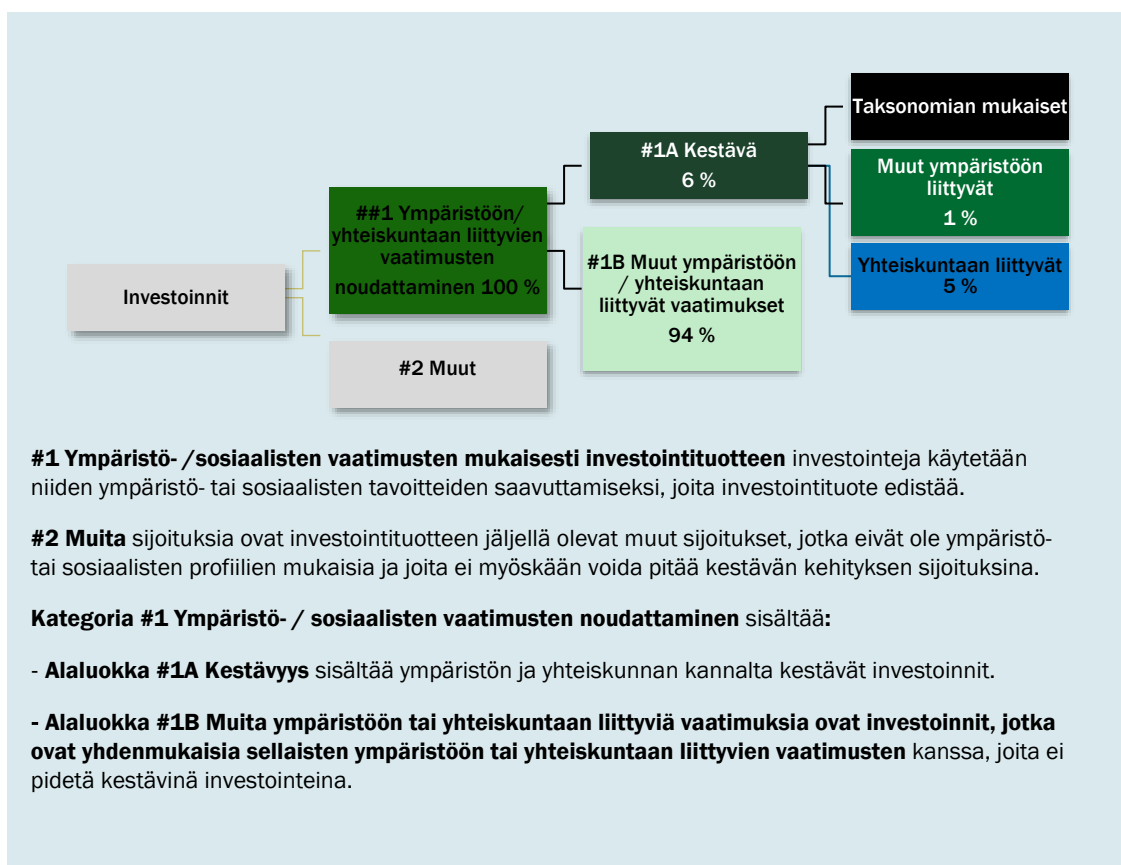 Investoinnit
##1 Ympäristöön/
yhteiskuntaan liittyvien
vaatimusten
noudattaminen 100 %
#2 Muut
#1A Kestävä
6 %
#1B Muut ympäristöön
/ yhteiskuntaan
liittyvät vaatimukset
94 %
Taksonomian mukaiset
Muut ympäristöön
liittyvät
1 %
Yhteiskuntaan liittyvät
5 %
#1 Ympäristö- /sosiaalisten vaatimusten mukaisesti investointituotteen investointeja käytetään
niiden ympäristö- tai sosiaalisten tavoitteiden saavuttamiseksi, joita investointituote edistää.
#2 Muita sijoituksia ovat investointituotteen jäljellä olevat muut sijoitukset, jotka eivät ole ympäristö-
tai sosiaalisten profiilien mukaisia ja joita ei myöskään voida pitää kestävän kehityksen sijoituksina.
Kategoria #1 Ympäristö- / sosiaalisten vaatimusten noudattaminen sisältää:
- Alaluokka #1A Kestävyys sisältää ympäristön ja yhteiskunnan kannalta kestävät investoinnit.
- Alaluokka #1B Muita ympäristöön tai yhteiskuntaan liittyviä vaatimuksia ovat investoinnit, jotka
ovat yhdenmukaisia sellaisten ympäristöön tai yhteiskuntaan liittyvien vaatimusten kanssa, joita ei
pidetä kestävinä investointeina.